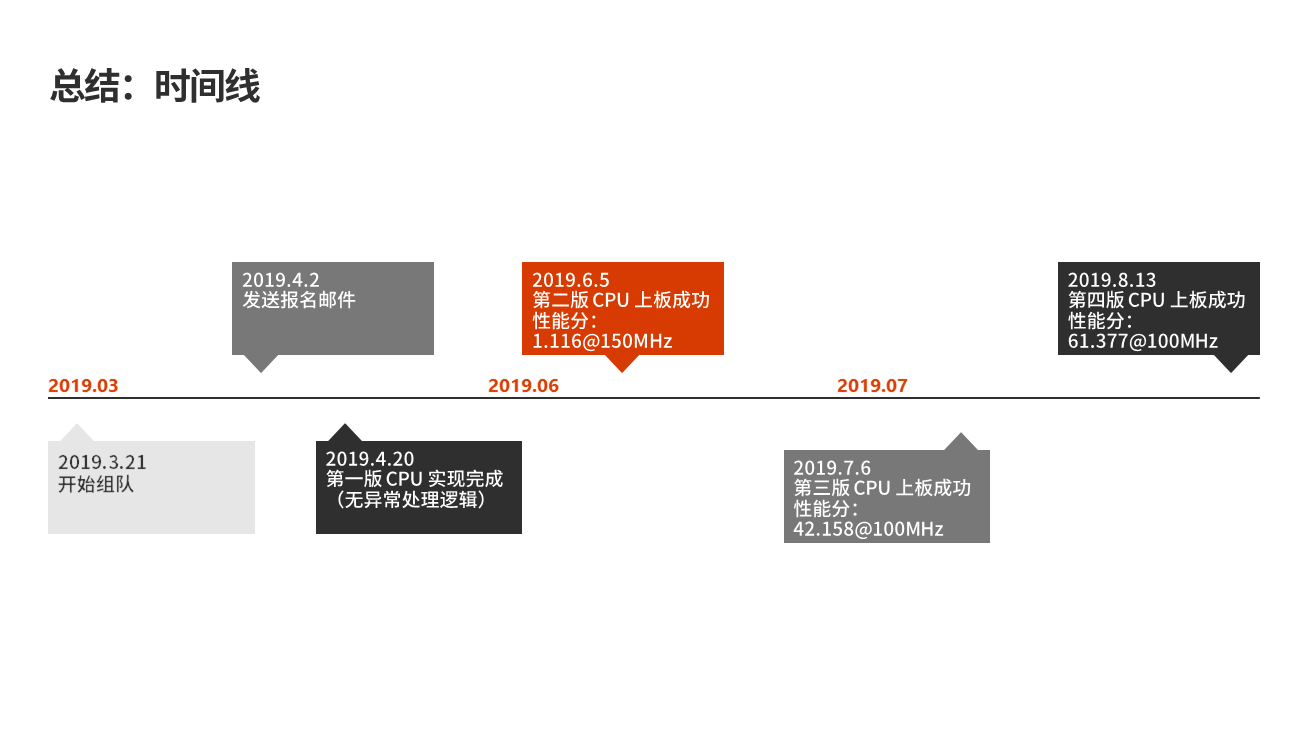 总结：时间线
2019.4.2
发送报名邮件
2019.6.5
第二版 CPU 上板成功
性能分：
1.116@150MHz
2019.8.13
第四版 CPU 上板成功
性能分：
61.377@100MHz
2019.03
2019.06
2019.07
2019.3.21
开始组队
2019.4.20
第一版 CPU 实现完成
（无异常处理逻辑）
2019.7.6
第三版 CPU 上板成功
性能分：
42.158@100MHz